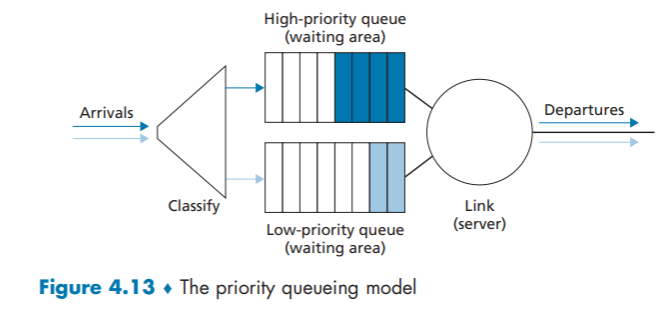 High-priority queue
(waiting area)
Arrivals
Departures
Classify
Link
(server)
Low-priority queue
(waiting area)
Figure 4.13 ♦ The priority queueing model